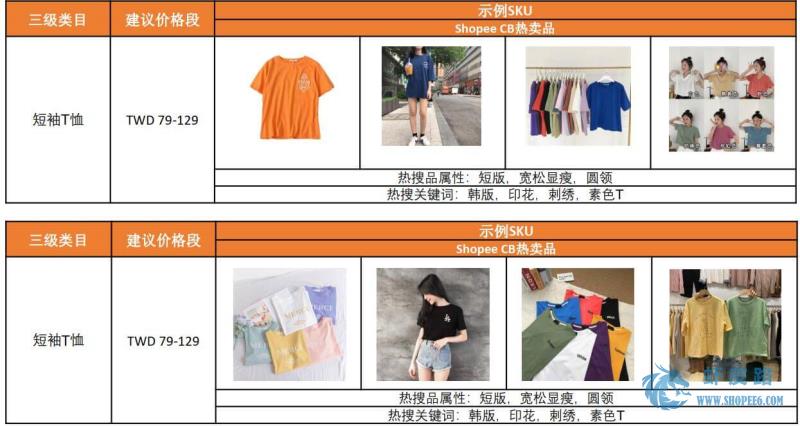 三级类目
建议价格段
示例SKU
Shopee CB热卖品
短袖T恤
TWD 79-129
热搜品属性：短版，宽松显瘦，圆领
热搜关键词：韩版，印花，刺绣，素色T
三级类目
建议价格段
示例SKU
Shopee CB热卖品
短袖T恤
TWD 79-129
热搜品属性：短版，宽松显瘦，圆领
热搜关键词：韩版，印花，刺绣，素色T
虾皮路
WWW.SHOPEE6.COM